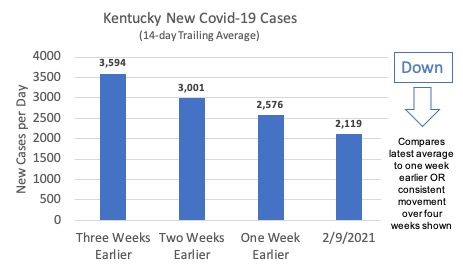 Kentucky New Covid-19 Cases
(14-day Trailing Average)
New Cases per Day
4000
3500
3000
2500
2000
1500
1000
500
0
3,594
3,001
2,576
2,119
Three Weeks
Earlier
Two Weeks
Earlier
One Week
Earlier
2/9/2021
Down
Compares
latest average
to one week
earlier OR
consistent
movement
over four
weeks shown